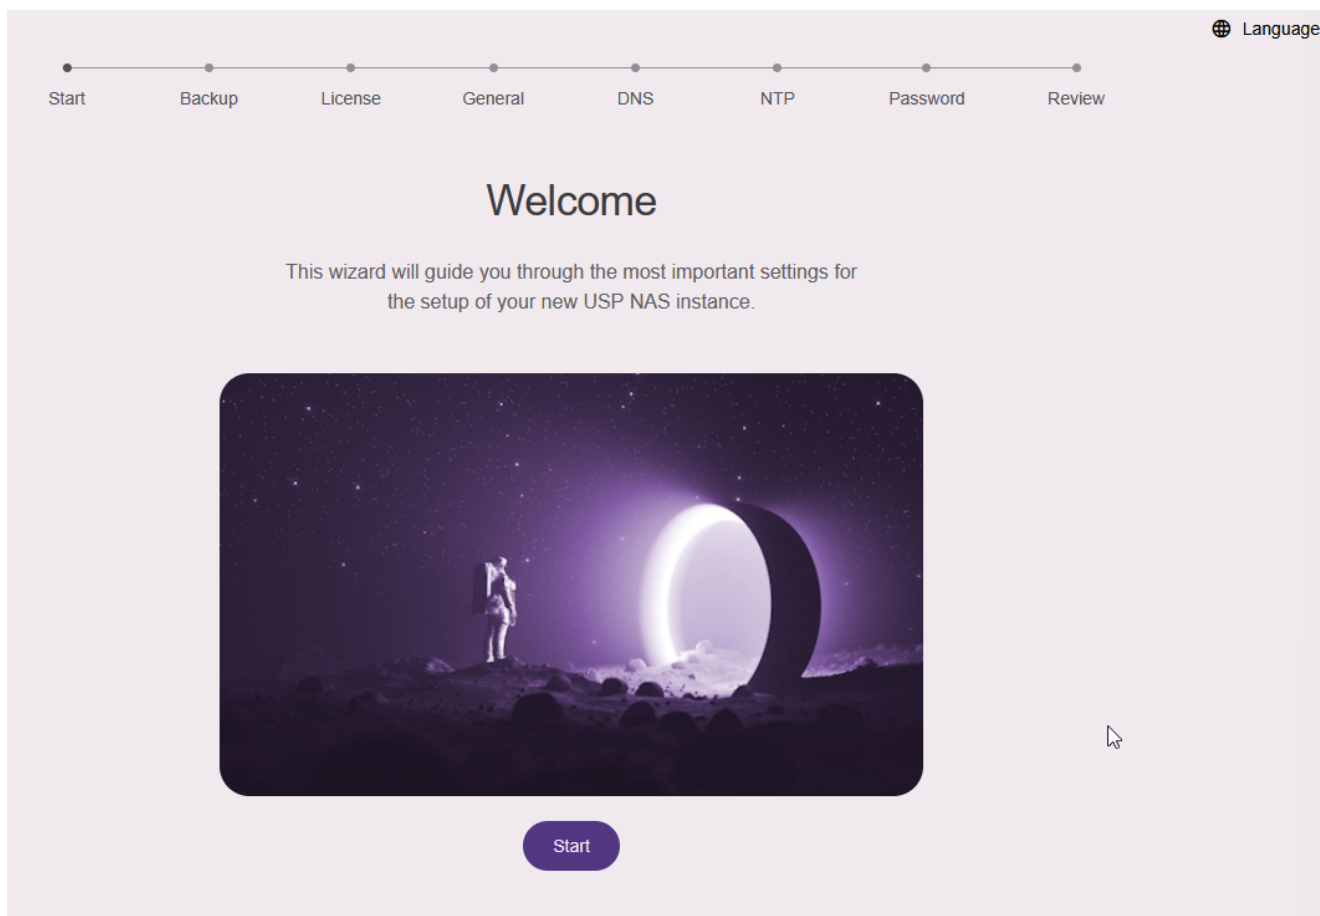 Language
Start Backup License General DNS NTP Password Review
Welcome
This wizard will guide you through the most important settings for
the setup of your new USP NAS instance.
Start